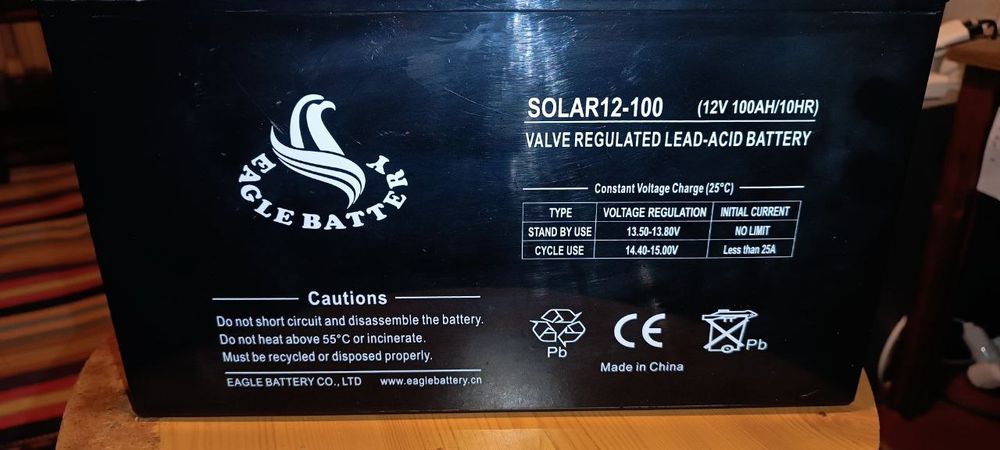 EAGLE BATTERY
SOLAR12-100 (12V 100AH/10HR)
VALVE REGULATED LEAD-ACID BATTERY
Constant Voltage Charge (25°C)
TYPE VOLTAGE REGULATION INITIAL CURRENT
STAND BY USE 13.50-13.80V NO LIMIT
CYCLE USE 14.40-15.00V Less than 25A
Cautions
Do not short circuit and disassemble the battery.
Do not heat above 55°C or incinerate.
Must be recycled or disposed properly.
EAGLE BATTERY CO., LTD www.eaglebattery.cn
Pb
CE
Pb
Made in China